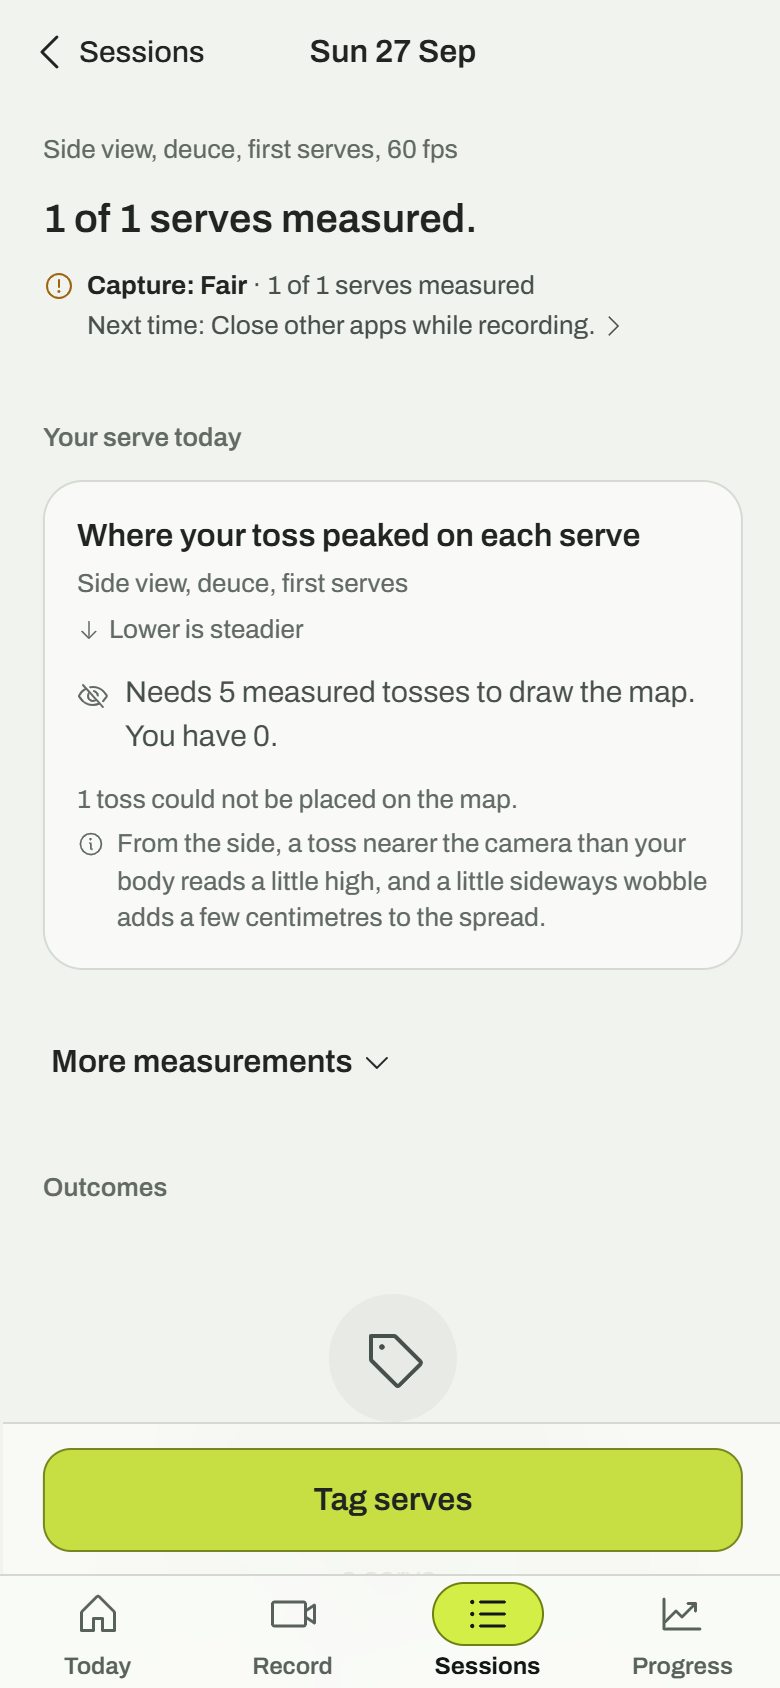 Sessions
Sun 27 Sep
Side view, deuce, first serves, 60 fps
1 of 1 serves measured.
Capture: Fair · 1 of 1 serves measured
Next time: Close other apps while recording.
Your serve today
Where your toss peaked on each serve
Side view, deuce, first serves
Lower is steadier
Needs 5 measured tosses to draw the map.
You have 0.
1 toss could not be placed on the map.
From the side, a toss nearer the camera than your
body reads a little high, and a little sideways wobble
adds a few centimetres to the spread.
More measurements
Outcomes
Tag serves
Today
Record
Sessions
Progress